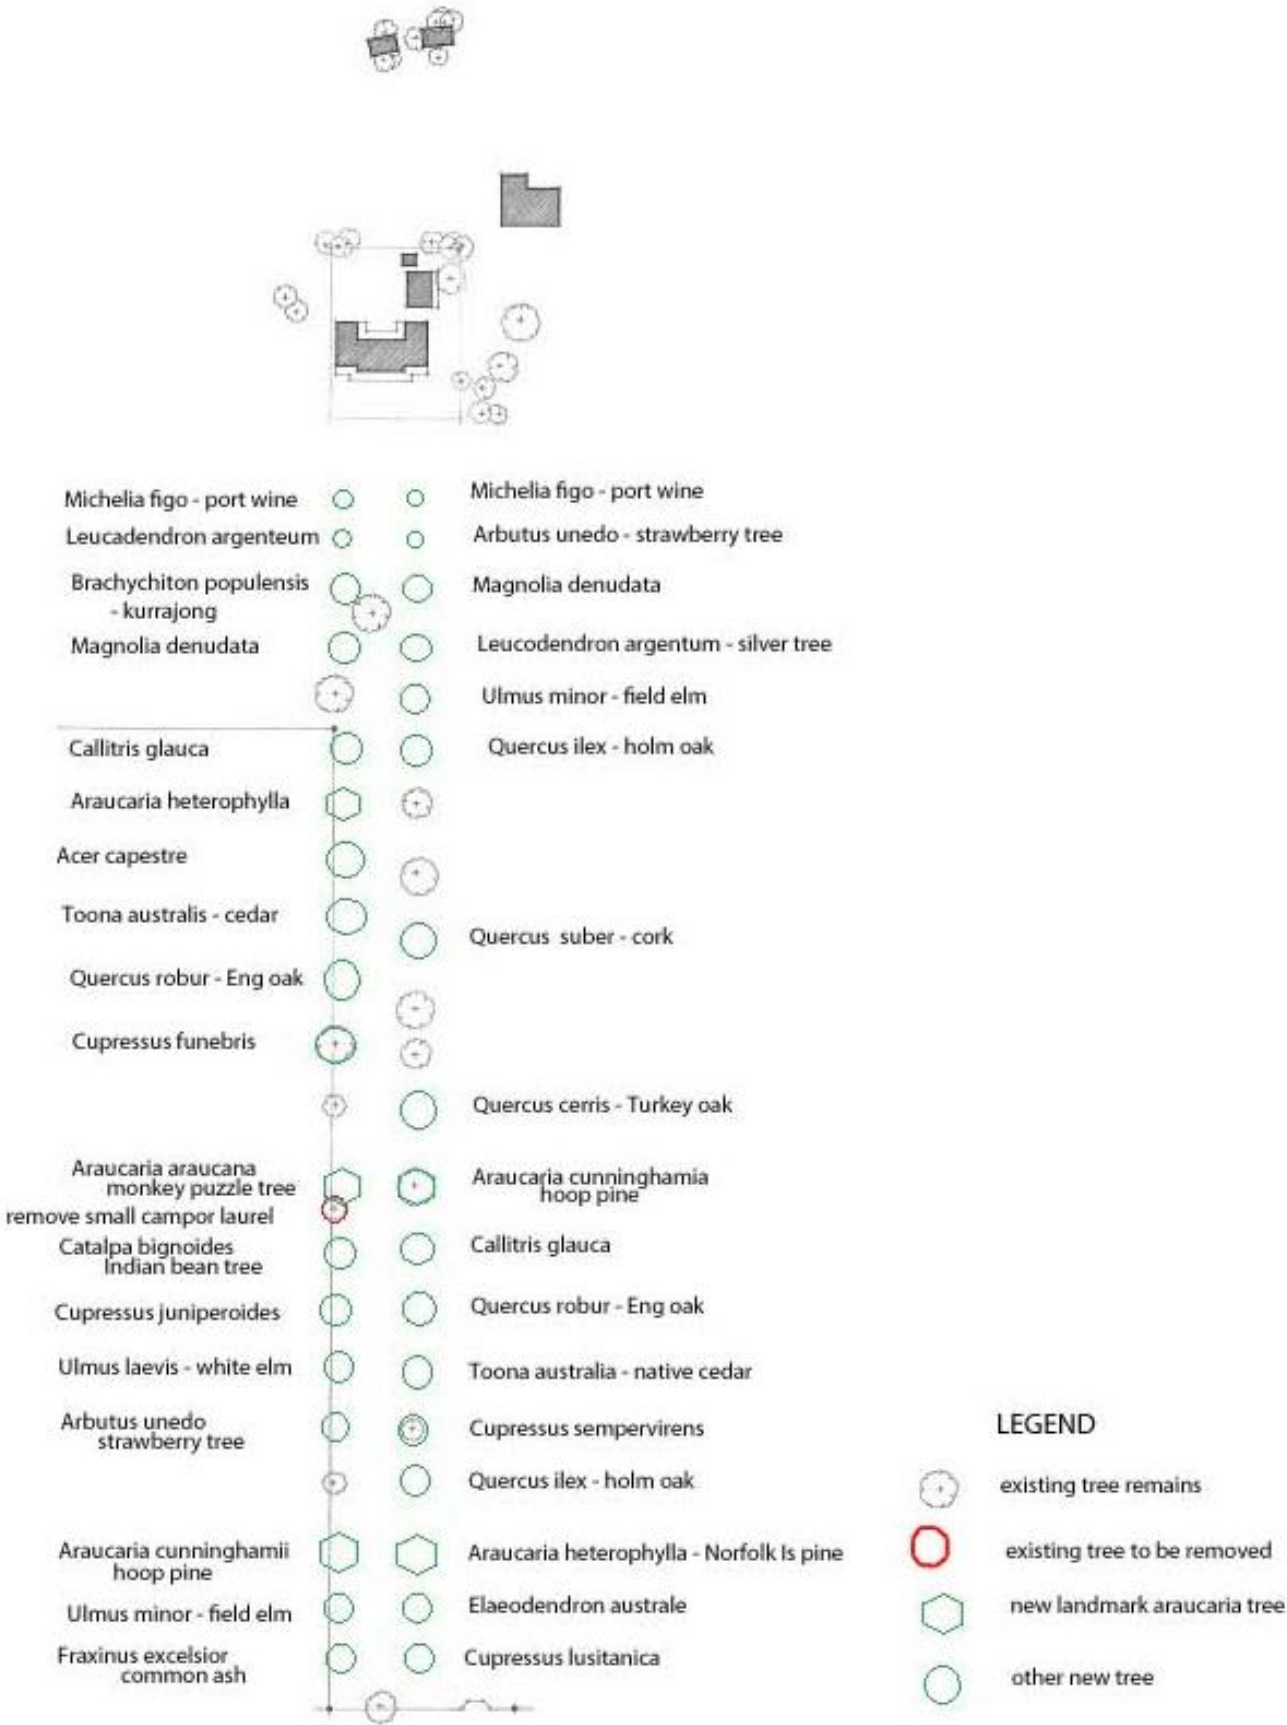 Michelia figo - port wine
Michelia figo - port wine
Leucadendron argenteum
Arbutus unedo - strawberry tree
Brachychiton populensis
- kurrajong
Magnolia denudata
Magnolia denudata
Leucodendron argentum - silver tree
Ulmus minor - field elm
Callitris glauca
Quercus ilex - holm oak
Araucaria heterophylla
Acer capestre
Toona australis - cedar
Quercus suber - cork
Quercus robur - Eng oak
Cupressus funebris
Quercus cerris - Turkey oak
Araucaria araucana
monkey puzzle tree
Araucaria cunninghamia
hoop pine
remove small campor laurel
Catalpa bignoides
Indian bean tree
Callitris glauca
Cupressus juniperoides
Quercus robur - Eng oak
Ulmus laevis - white elm
Toona australia - native cedar
Arbutus unedo
strawberry tree
Cupressus sempervirens
Quercus ilex - holm oak
Araucaria cunninghamii
hoop pine
Araucaria heterophylla - Norfolk Is pine
Ulmus minor - field elm
Elaeodendron australe
Fraxinus excelsior
common ash
Cupressus lusitanica
LEGEND
existing tree remains
existing tree to be removed
new landmark araucaria tree
other new tree